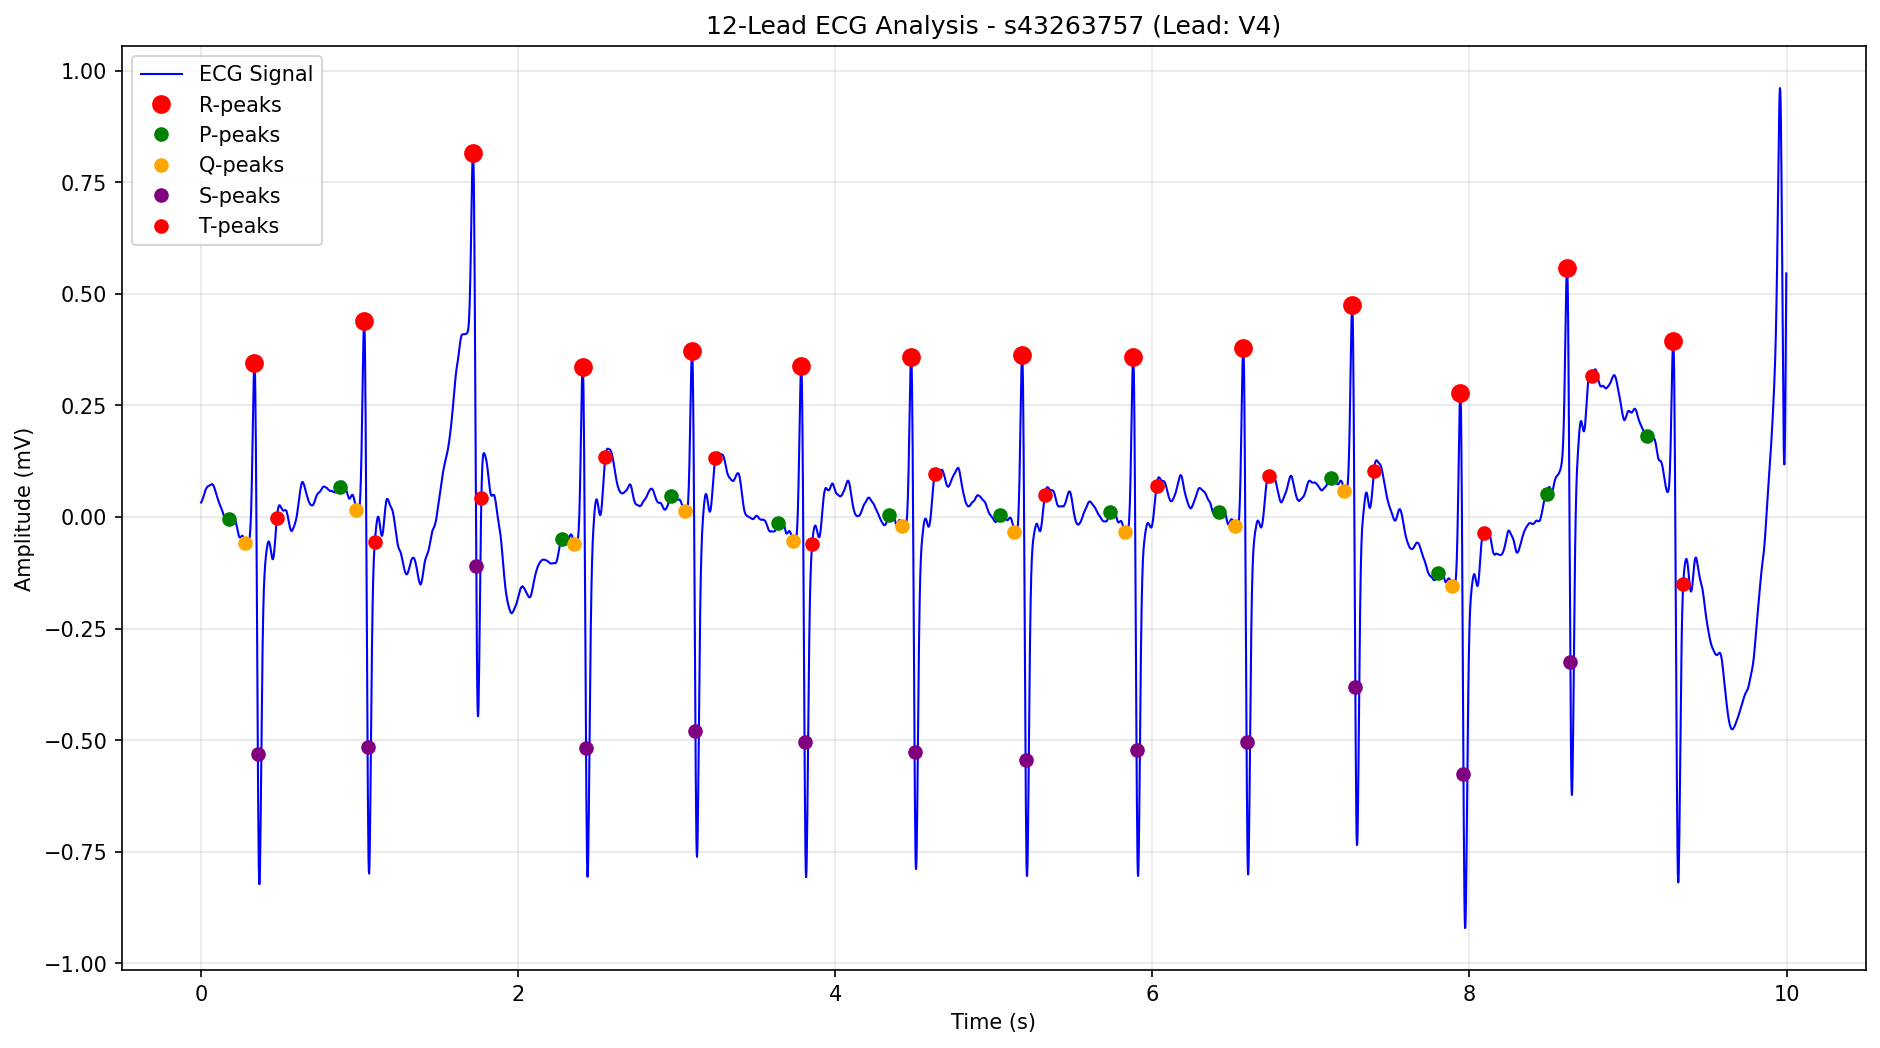 12-Lead ECG Analysis - s43263757 (Lead: V4)
ECG Signal
R-peaks
P-peaks
Q-peaks
S-peaks
T-peaks
Amplitude (mV)
1.00
0.75
0.50
0.25
0.00
−0.25
−0.50
−0.75
−1.00
0 2 4 6 8 10
Time (s)